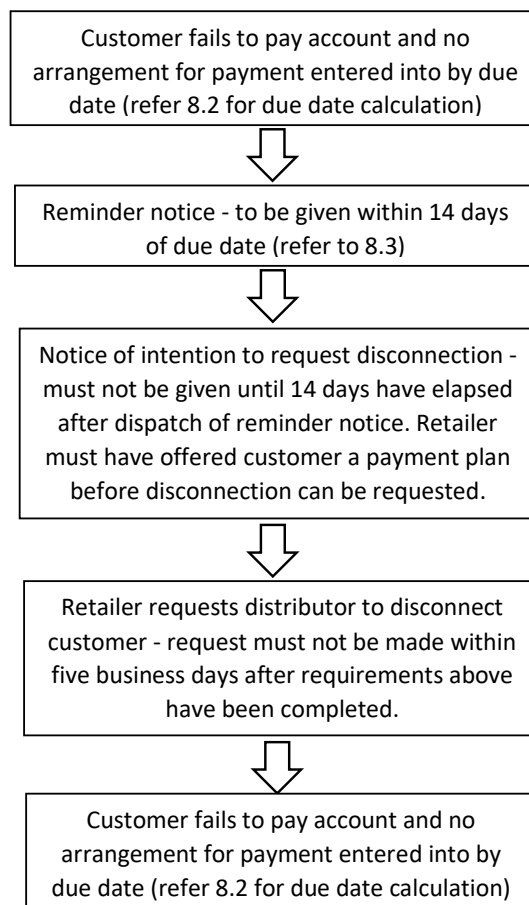 Customer fails to pay account and no
arrangement for payment entered into by due
date (refer 8.2 for due date calculation)
Reminder notice - to be given within 14 days
of due date (refer to 8.3)
Notice of intention to request disconnection -
must not be given until 14 days have elapsed
after dispatch of reminder notice. Retailer
must have offered customer a payment plan
before disconnection can be requested.
Retailer requests distributor to disconnect
customer - request must not be made within
five business days after requirements above
have been completed.
Customer fails to pay account and no
arrangement for payment entered into by
due date (refer 8.2 for due date calculation)